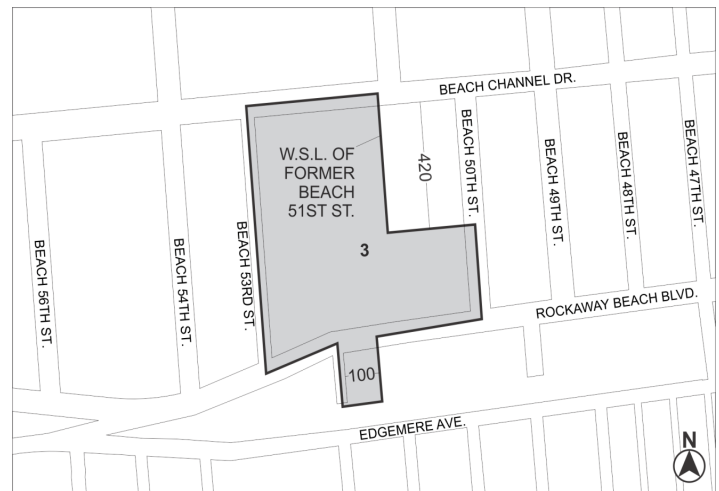 BEACH CHANNEL DR.
W.S.L. OF
FORMER
BEACH
51ST ST.
420
BEACH 50TH ST.
BEACH 49TH ST.
BEACH 48TH ST.
BEACH 47TH ST.
BEACH 56TH ST.
BEACH 54TH ST.
BEACH 53RD ST.
3
ROCKAWAY BEACH BLVD.
100
EDGEMERE AVE.
N